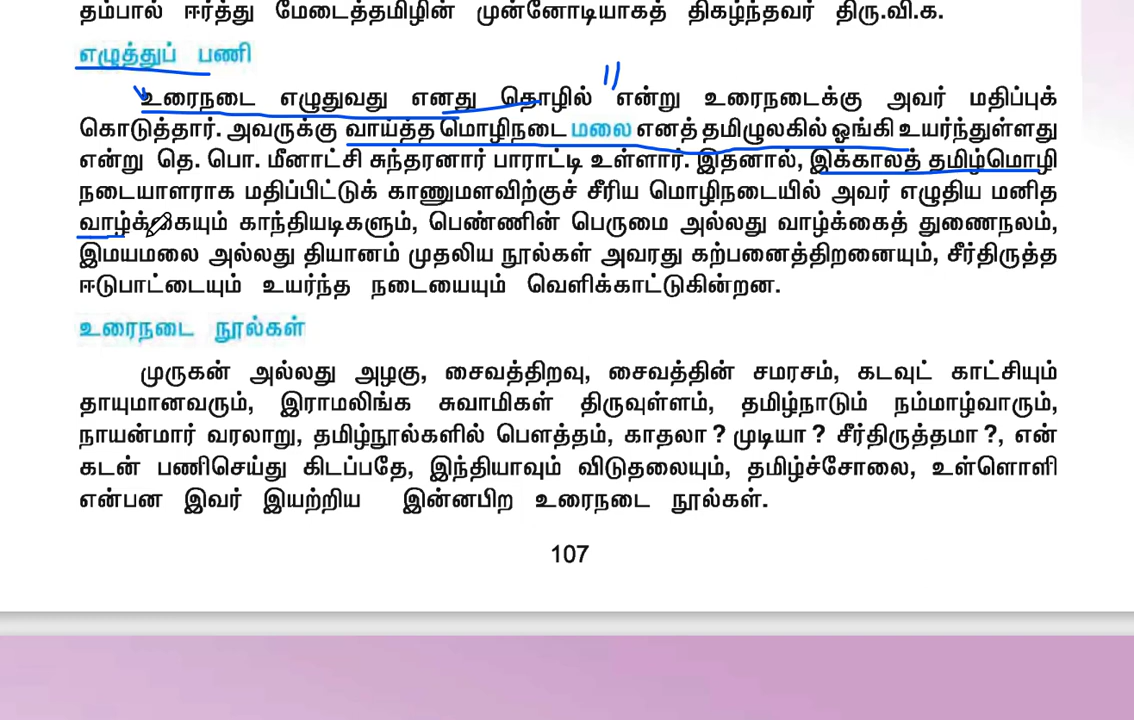 தம்பால் ஈர்த்து மேடைத்தமிழின் முன்னோடியாகத் திகழ்ந்தவர் திரு.வி.க.
எழுத்துப் பணி
உரைநடை எழுதுவது எனது தொழில் என்று உரைநடைக்கு அவர் மதிப்புக்
கொடுத்தார். அவருக்கு வாய்த்த மொழிநடை மலை எனத் தமிழுலகில் ஓங்கி உயர்ந்துள்ளது
என்று தெ. பொ. மீனாட்சி சுந்தரனார் பாராட்டி உள்ளார். இதனால், இக்காலத் தமிழ்மொழி
நடையாளராக மதிப்பிட்டுக் காணுமளவிற்குச் சீரிய மொழிநடையில் அவர் எழுதிய மனித
வாழ்க்கையும் காந்தியடிகளும், பெண்ணின் பெருமை அல்லது வாழ்க்கைத் துணைநலம்,
இமயமலை அல்லது தியானம் முதலிய நூல்கள் அவரது கற்பனைத்திறனையும், சீர்திருத்த
ஈடுபாட்டையும் உயர்ந்த நடையையும் வெளிக்காட்டுகின்றன.
உரைநடை நூல்கள்
முருகன் அல்லது அழகு, சைவத்திறவு, சைவத்தின் சமரசம், கடவுட் காட்சியும்
தாயுமானவரும், இராமலிங்க சுவாமிகள் திருவுள்ளம், தமிழ்நாடும் நம்மாழ்வாரும்,
நாயன்மார் வரலாறு, தமிழ்நூல்களில் பௌத்தம், காதலா ? முடியா ? சீர்திருத்தமா ?, என்
கடன் பணிசெய்து கிடப்பதே, இந்தியாவும் விடுதலையும், தமிழ்ச்சோலை, உள்ளொளி
என்பன இவர் இயற்றிய இன்னபிற உரைநடை நூல்கள்.
107